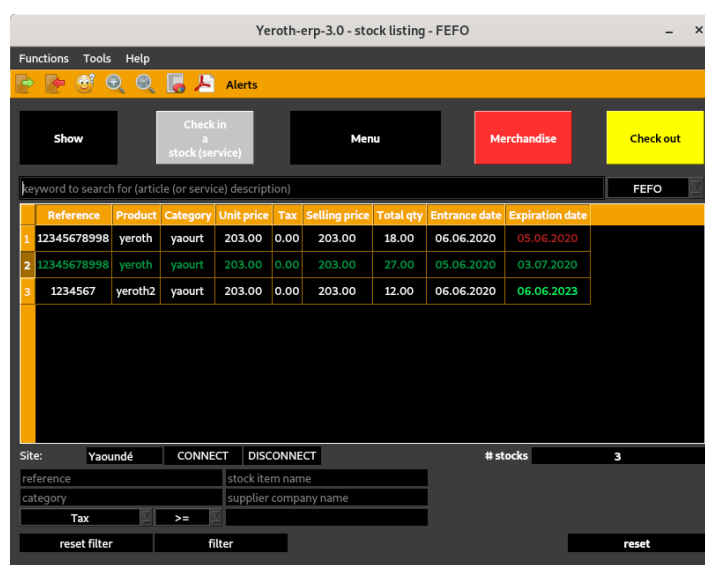 Yeroth-erp-3.0 - stock listing - FEFO
Functions Tools Help
Alerts
Show
Check in
a
stock (service)
Menu
Merchandise
Check out
keyword to search for (article (or service) description)
FEFO
Reference Product Category Unit price Tax Selling price Total qty Entrance date Expiration date
1 12345678998 yeroth yaourt 203.00 0.00 203.00 18.00 06.06.2020 05.06.2020
2 12345678998 yeroth yaourt 203.00 0.00 203.00 27.00 05.06.2020 03.07.2020
3 1234567 yeroth2 yaourt 203.00 0.00 203.00 12.00 06.06.2020 06.06.2023
Site: Yaoundé CONNECT DISCONNECT # stocks 3
reference stock item name
category supplier company name
Tax >=
reset filter filter reset